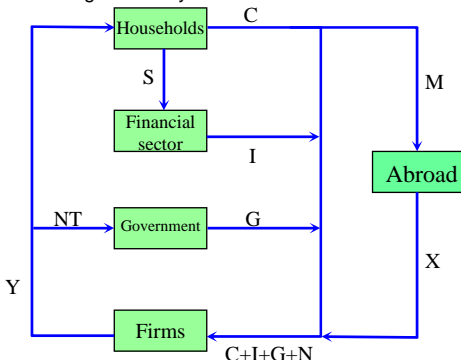 Households
C
S
M
Financial
sector
I
Abroad
NT
Government
G
X
Y
Firms
C+I+G+N